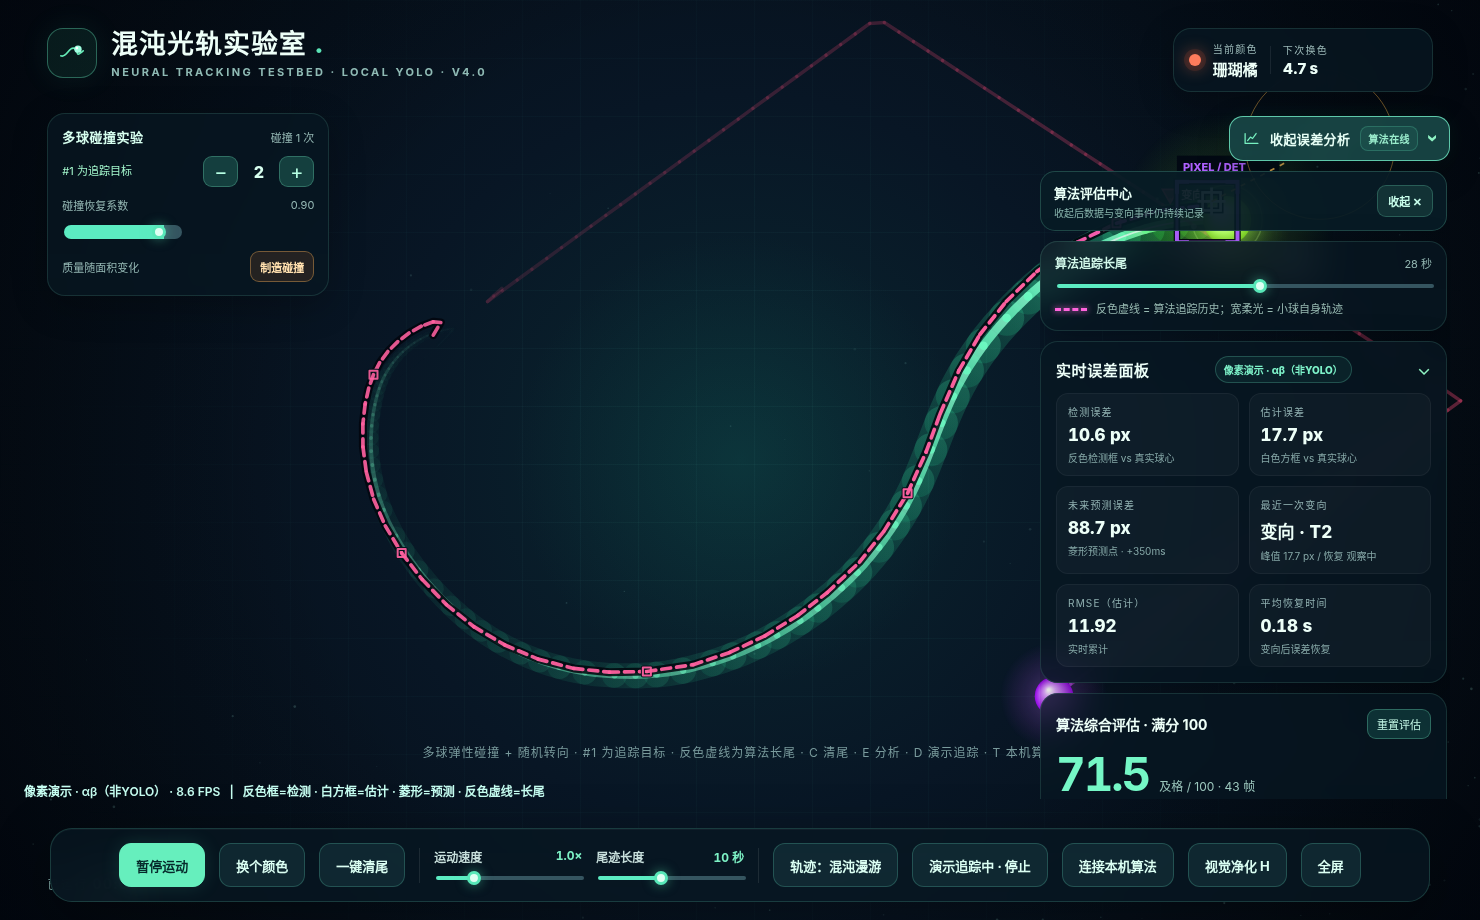 混沌光轨实验室
NEURAL TRACKING TESTBED · LOCAL YOLO · V4.0
当前颜色
珊瑚橘
下次换色
4.7 s
多球碰撞实验
碰撞 1 次
#1 为追踪目标
− 2 +
碰撞恢复系数
0.90
质量随面积变化
制造碰撞
收起误差分析 算法在线
PIXEL / DET
算法评估中心
收起后数据与变向事件仍持续记录
收起 ×
算法追踪长尾
28 秒
反色虚线 = 算法追踪历史；宽柔光 = 小球自身轨迹
实时误差面板
像素演示 · αβ（非YOLO）
检测误差
10.6 px
反色检测框 vs 真实球心
估计误差
17.7 px
白色方框 vs 真实球心
未来预测误差
88.7 px
菱形预测点 · +350ms
最近一次变向
变向 · T2
峰值 17.7 px / 恢复 观察中
RMSE（估计）
11.92
实时累计
平均恢复时间
0.18 s
变向后误差恢复
算法综合评估 · 满分 100
重置评估
71.5
及格 / 100 · 43 帧
多球弹性碰撞 + 随机转向 · #1 为追踪目标 · 反色虚线为算法长尾 · C 清尾 · E 分析 · D 演示追踪 · T 本机算
像素演示 · αβ（非YOLO） · 8.6 FPS | 反色框=检测 · 白方框=估计 · 菱形=预测 · 反色虚线=长尾
暂停运动
换个颜色
一键清尾
运动速度
1.0×
尾迹长度
10 秒
轨迹：混沌漫游
演示追踪中 · 停止
连接本机算法
视觉净化 H
全屏